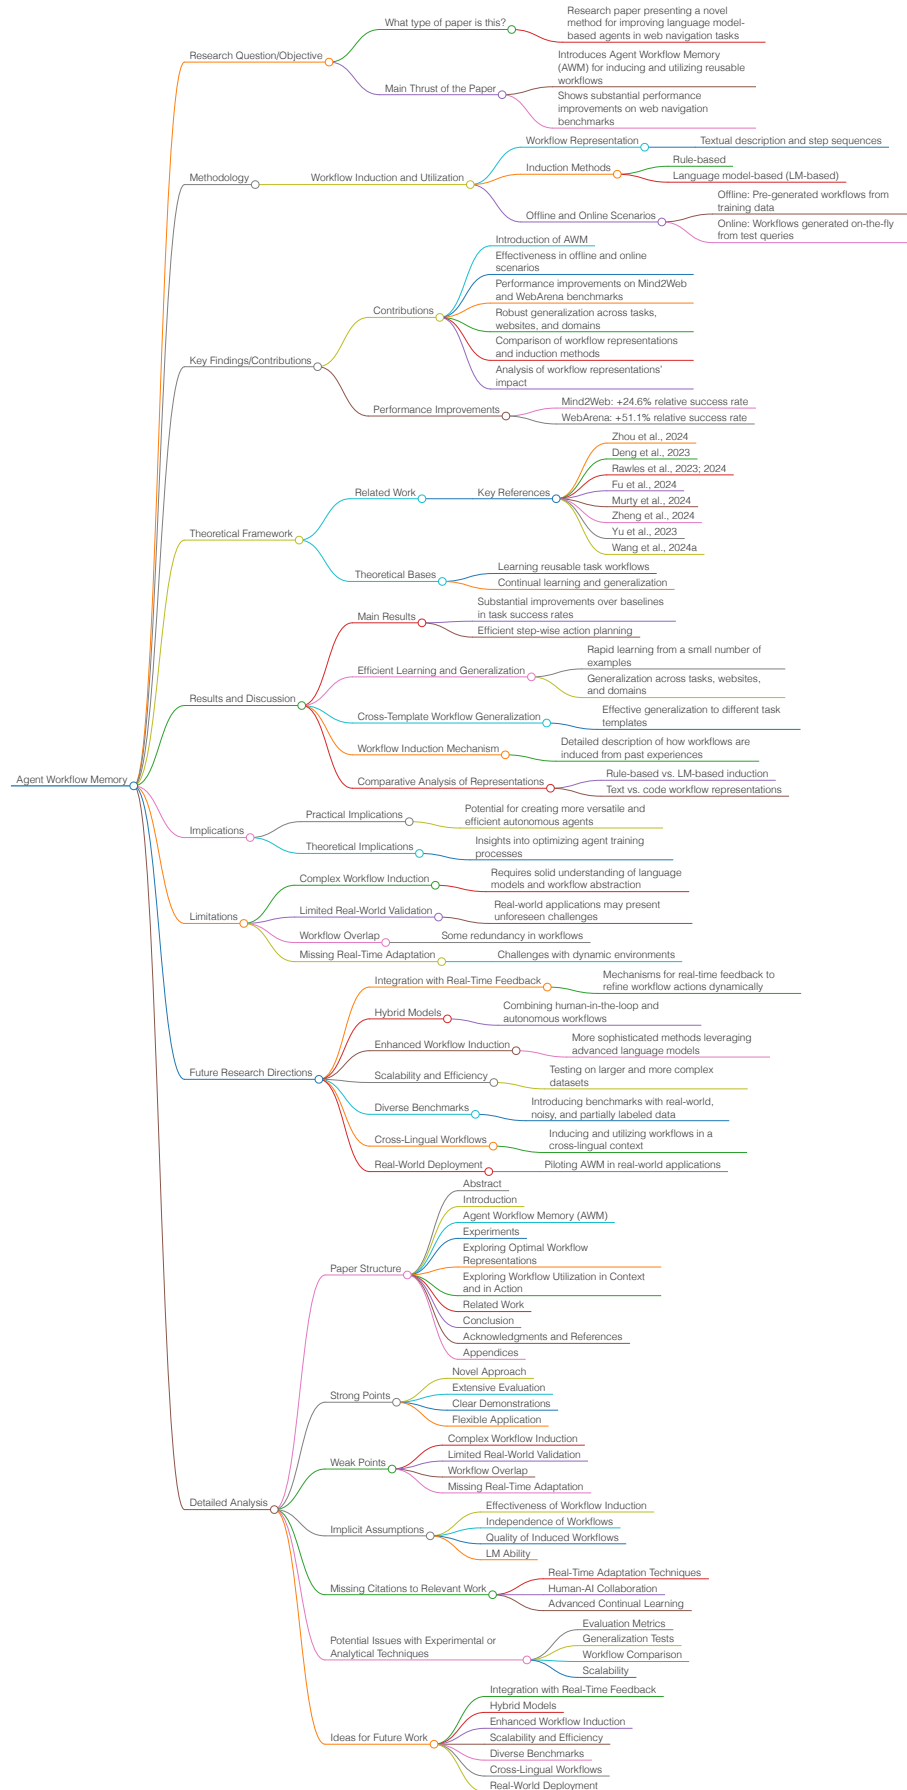 Agent Workflow Memory
Research Question/Objective
What type of paper is this?
Research paper presenting a novel
method for improving language model-
based agents in web navigation tasks
Main Thrust of the Paper
Introduces Agent Workflow Memory
(AWM) for inducing and utilizing reusable
workflows
Shows substantial performance
improvements on web navigation
benchmarks
Methodology
Workflow Induction and Utilization
Workflow Representation
Textual description and step sequences
Induction Methods
Rule-based
Language model-based (LM-based)
Offline and Online Scenarios
Offline: Pre-generated workflows from
training data
Online: Workflows generated on-the-fly
from test queries
Key Findings/Contributions
Contributions
Introduction of AWM
Effectiveness in offline and online
scenarios
Performance improvements on Mind2Web
and WebArena benchmarks
Robust generalization across tasks,
websites, and domains
Comparison of workflow representations
and induction methods
Analysis of workflow representations'
impact
Performance Improvements
Mind2Web: +24.6% relative success rate
WebArena: +51.1% relative success rate
Theoretical Framework
Related Work
Key References
Zhou et al., 2024
Deng et al., 2023
Rawles et al., 2023; 2024
Fu et al., 2024
Murty et al., 2024
Zheng et al., 2024
Yu et al., 2023
Wang et al., 2024a
Theoretical Bases
Learning reusable task workflows
Continual learning and generalization
Results and Discussion
Main Results
Substantial improvements over baselines
in task success rates
Efficient step-wise action planning
Efficient Learning and Generalization
Rapid learning from a small number of
examples
Generalization across tasks, websites,
and domains
Cross-Template Workflow Generalization
Effective generalization to different task
templates
Workflow Induction Mechanism
Detailed description of how workflows are
induced from past experiences
Comparative Analysis of Representations
Rule-based vs. LM-based induction
Text vs. code workflow representations
Implications
Practical Implications
Potential for creating more versatile and
efficient autonomous agents
Theoretical Implications
Insights into optimizing agent training
processes
Limitations
Complex Workflow Induction
Requires solid understanding of language
models and workflow abstraction
Limited Real-World Validation
Real-world applications may present
unforeseen challenges
Workflow Overlap
Some redundancy in workflows
Missing Real-Time Adaptation
Challenges with dynamic environments
Future Research Directions
Integration with Real-Time Feedback
Mechanisms for real-time feedback to
refine workflow actions dynamically
Hybrid Models
Combining human-in-the-loop and
autonomous workflows
Enhanced Workflow Induction
More sophisticated methods leveraging
advanced language models
Scalability and Efficiency
Testing on larger and more complex
datasets
Diverse Benchmarks
Introducing benchmarks with real-world,
noisy, and partially labeled data
Cross-Lingual Workflows
Inducing and utilizing workflows in a
cross-lingual context
Real-World Deployment
Piloting AWM in real-world applications
Detailed Analysis
Paper Structure
Abstract
Introduction
Agent Workflow Memory (AWM)
Experiments
Exploring Optimal Workflow
Representations
Exploring Workflow Utilization in Context
and in Action
Related Work
Conclusion
Acknowledgments and References
Appendices
Strong Points
Novel Approach
Extensive Evaluation
Clear Demonstrations
Flexible Application
Weak Points
Complex Workflow Induction
Limited Real-World Validation
Workflow Overlap
Missing Real-Time Adaptation
Implicit Assumptions
Effectiveness of Workflow Induction
Independence of Workflows
Quality of Induced Workflows
LM Ability
Missing Citations to Relevant Work
Real-Time Adaptation Techniques
Human-AI Collaboration
Advanced Continual Learning
Potential Issues with Experimental or
Analytical Techniques
Evaluation Metrics
Generalization Tests
Workflow Comparison
Scalability
Ideas for Future Work
Integration with Real-Time Feedback
Hybrid Models
Enhanced Workflow Induction
Scalability and Efficiency
Diverse Benchmarks
Cross-Lingual Workflows
Real-World Deployment